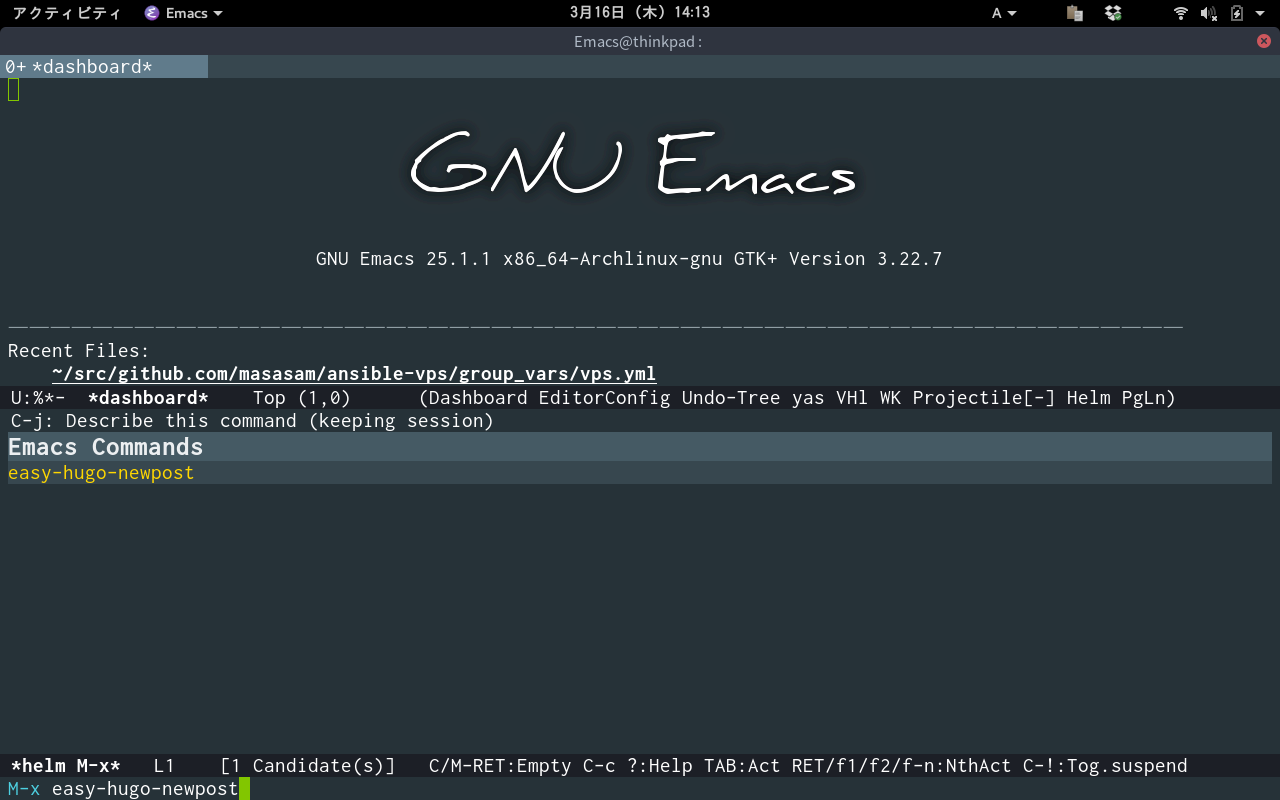 アクティビティ Emacs 3月16日 (木) 14:13 A
Emacs@thinkpad:
0+ *dashboard*
GNU Emacs
GNU Emacs 25.1.1 x86_64-Archlinux-gnu GTK+ Version 3.22.7
Recent Files:
~/src/github.com/masasam/ansible-vps/group_vars/vps.yml
U:%*- *dashboard* Top (1,0) (Dashboard EditorConfig Undo-Tree yas VHl WK Projectile[-] Helm PgLn)
C-j: Describe this command (keeping session)
Emacs Commands
easy-hugo-newpost
*helm M-x* L1 [1 Candidate(s)] C/M-RET:Empty C-c ?:Help TAB:Act RET/f1/f2/f-n:NthAct C-!:Tog.suspend
M-x easy-hugo-newpost